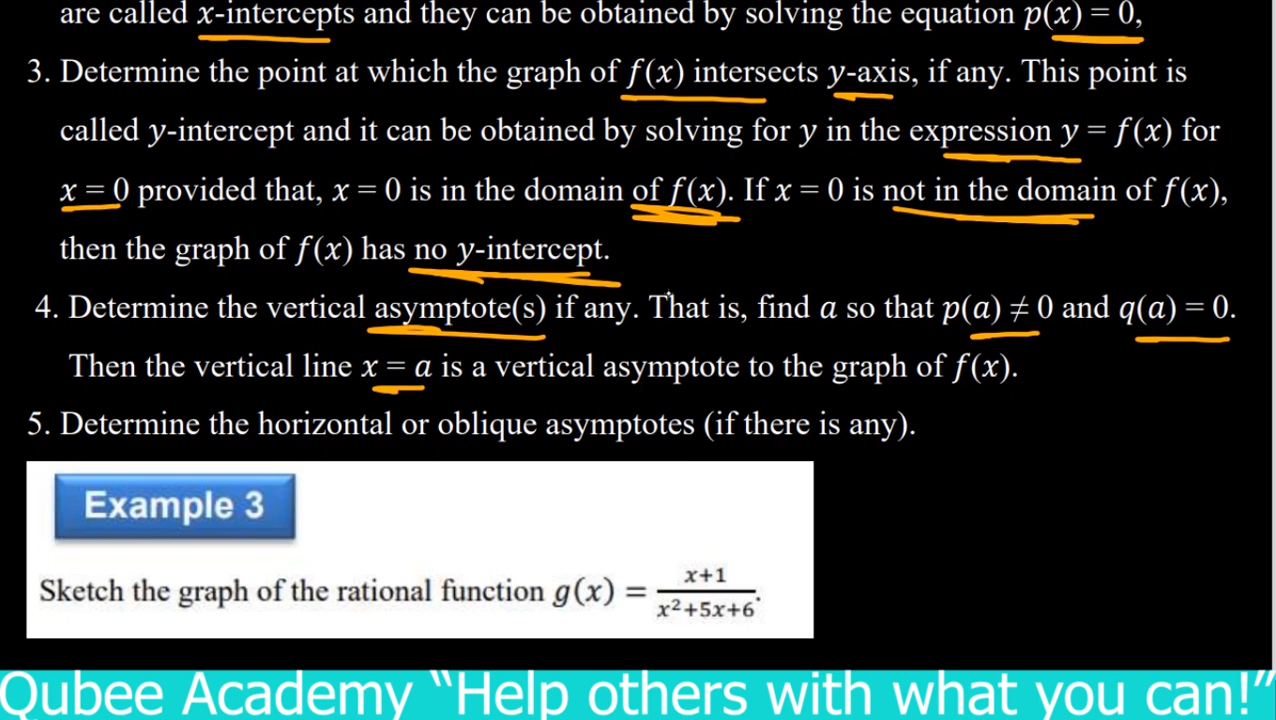 are called x-intercepts and they can be obtained by solving the equation p(x) = 0,
3. Determine the point at which the graph of f(x) intersects y-axis, if any. This point is
called y-intercept and it can be obtained by solving for y in the expression y = f(x) for
x = 0 provided that, x = 0 is in the domain of f(x). If x = 0 is not in the domain of f(x),
then the graph of f(x) has no y-intercept.
4. Determine the vertical asymptote(s) if any. That is, find a so that p(a) ≠ 0 and q(a) = 0.
Then the vertical line x = a is a vertical asymptote to the graph of f(x).
5. Determine the horizontal or oblique asymptotes (if there is any).
Example 3
Sketch the graph of the rational function g(x) = x+1 / x²+5x+6.
Qubee Academy “Help others with what you can!”